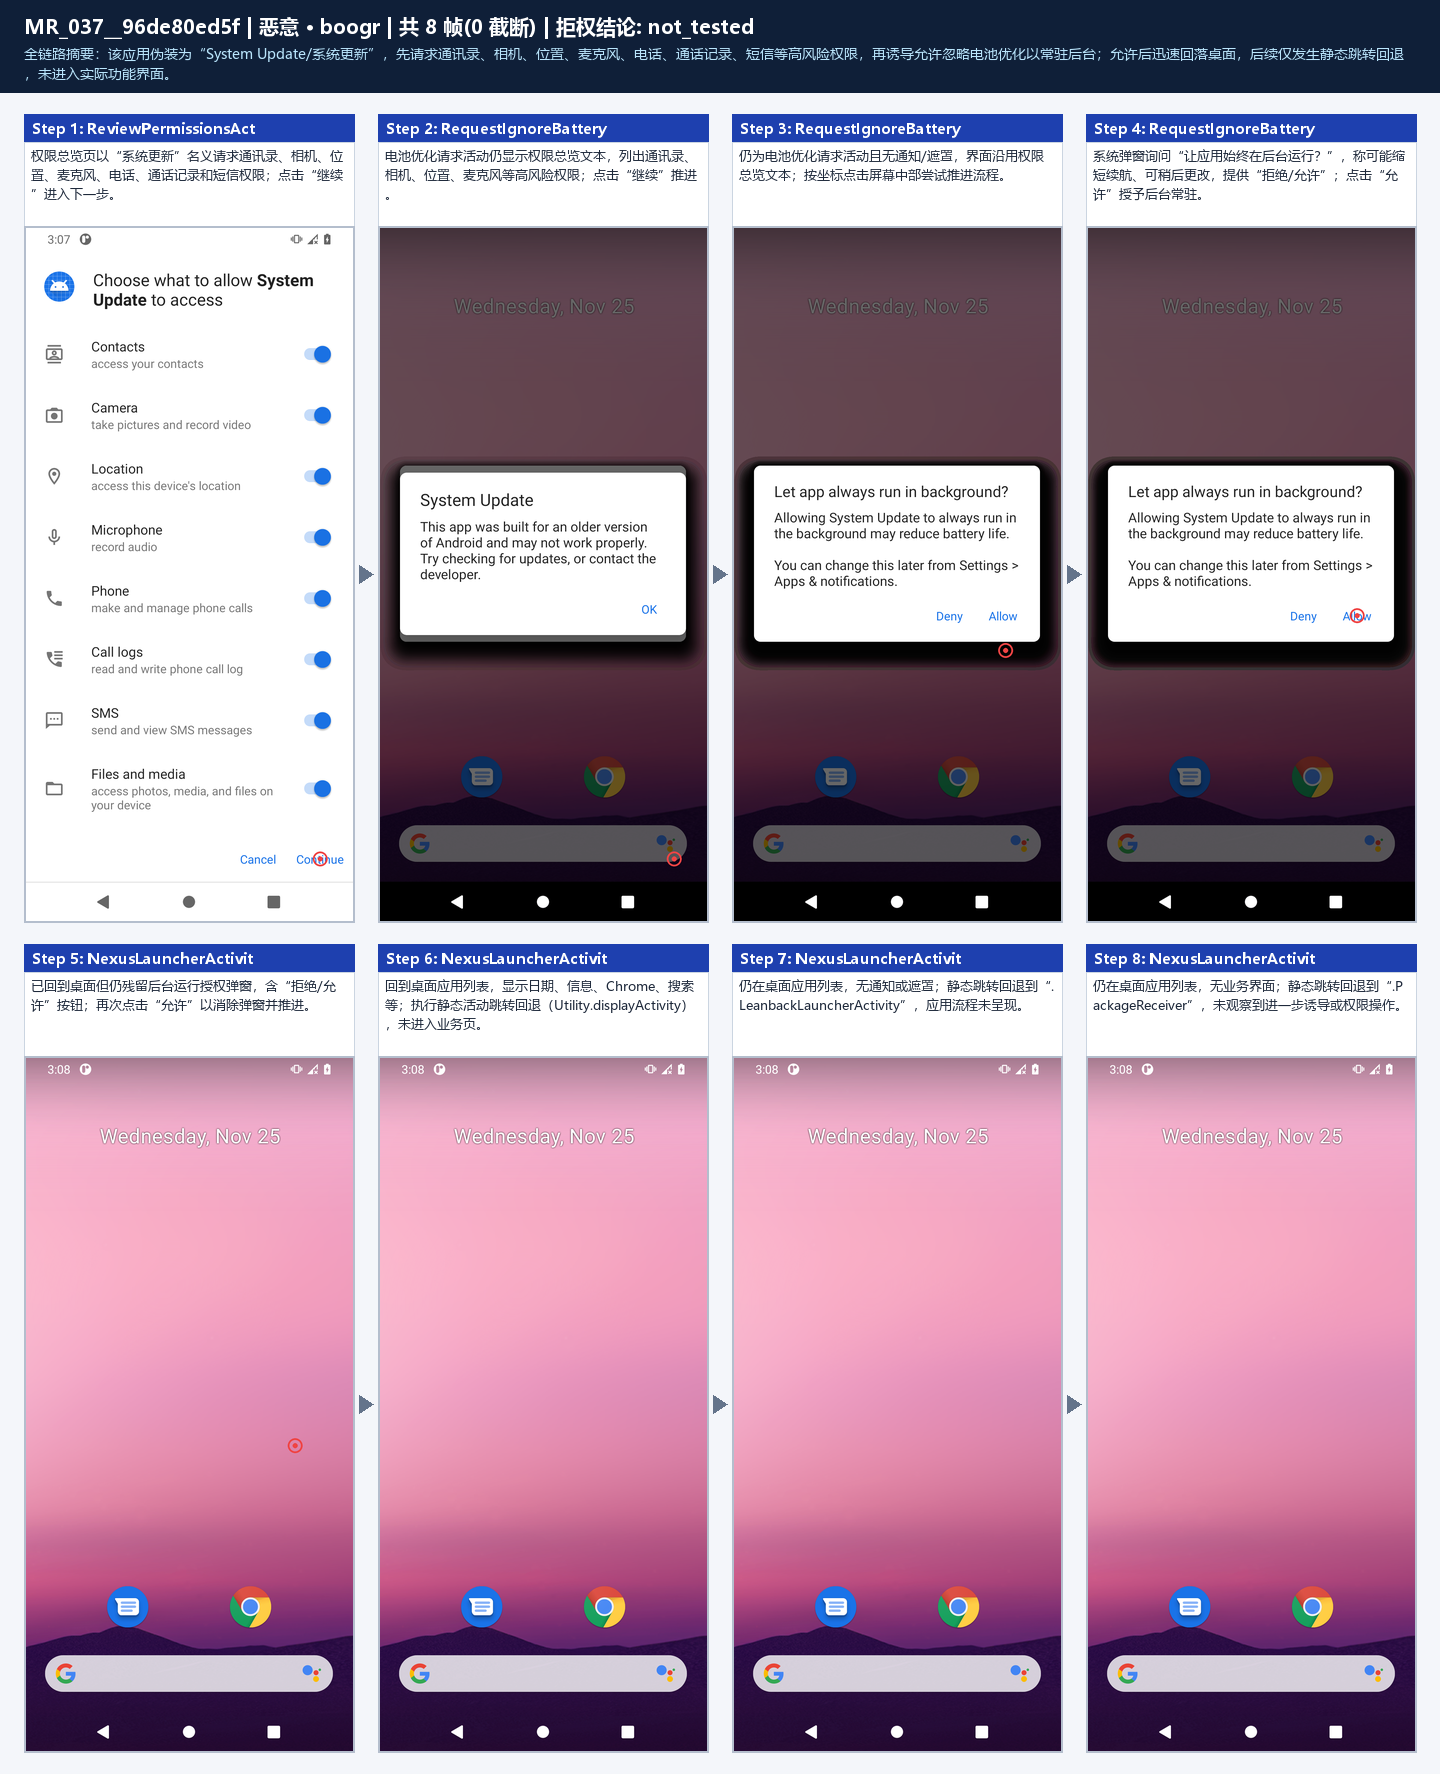 MR_037__96de80ed5f | 恶意 • boogr | 共 8 帧(0 截断) | 拒权结论: not_tested
全链路摘要：该应用伪装为“System Update/系统更新”，先请求通讯录、相机、位置、麦克风、电话、通话记录、短信等高风险权限，再诱导允许忽略电池优化以常驻后台；允许后迅速回落桌面，后续仅发生静态跳转回退
，未进入实际功能界面。
Step 1: ReviewPermissionsAct
权限总览页以“系统更新”名义请求通讯录、相机、位
置、麦克风、电话、通话记录和短信权限；点击“继续
”进入下一步。
3:07
Choose what to allow System
Update to access
Contacts
access your contacts
Camera
take pictures and record video
Location
access this device's location
Microphone
record audio
Phone
make and manage phone calls
Call logs
read and write phone call log
SMS
send and view SMS messages
Files and media
access photos, media, and files on
your device
Cancel Continue
Step 2: RequestIgnoreBattery
电池优化请求活动仍显示权限总览文本，列出通讯录、
相机、位置、麦克风等高风险权限；点击“继续”推进
。
Wednesday, Nov 25
System Update
This app was built for an older version
of Android and may not work properly.
Try checking for updates, or contact the
developer.
OK
Step 3: RequestIgnoreBattery
仍为电池优化请求活动且无通知/遮罩，界面沿用权限
总览文本；按坐标点击屏幕中部尝试推进流程。
Wednesday, Nov 25
Let app always run in background?
Allowing System Update to always run in
the background may reduce battery life.
You can change this later from Settings >
Apps & notifications.
Deny Allow
Step 4: RequestIgnoreBattery
系统弹窗询问“让应用始终在后台运行？”，称可能缩
短续航、可稍后更改，提供“拒绝/允许”；点击“允
许”授予后台常驻。
Wednesday, Nov 25
Let app always run in background?
Allowing System Update to always run in
the background may reduce battery life.
You can change this later from Settings >
Apps & notifications.
Deny Allow
Step 5: NexusLauncherActivit
已回到桌面但仍残留后台运行授权弹窗，含“拒绝/允
许”按钮；再次点击“允许”以消除弹窗并推进。
3:08
Wednesday, Nov 25
Step 6: NexusLauncherActivit
回到桌面应用列表，显示日期、信息、Chrome、搜索
等；执行静态活动跳转回退（Utility.displayActivity）
，未进入业务页。
3:08
Wednesday, Nov 25
Step 7: NexusLauncherActivit
仍在桌面应用列表，无通知或遮罩；静态跳转回退到“.
LeanbackLauncherActivity”，应用流程未呈现。
3:08
Wednesday, Nov 25
Step 8: NexusLauncherActivit
仍在桌面应用列表，无业务界面；静态跳转回退到“.P
ackageReceiver”，未观察到进一步诱导或权限操作。
3:08
Wednesday, Nov 25